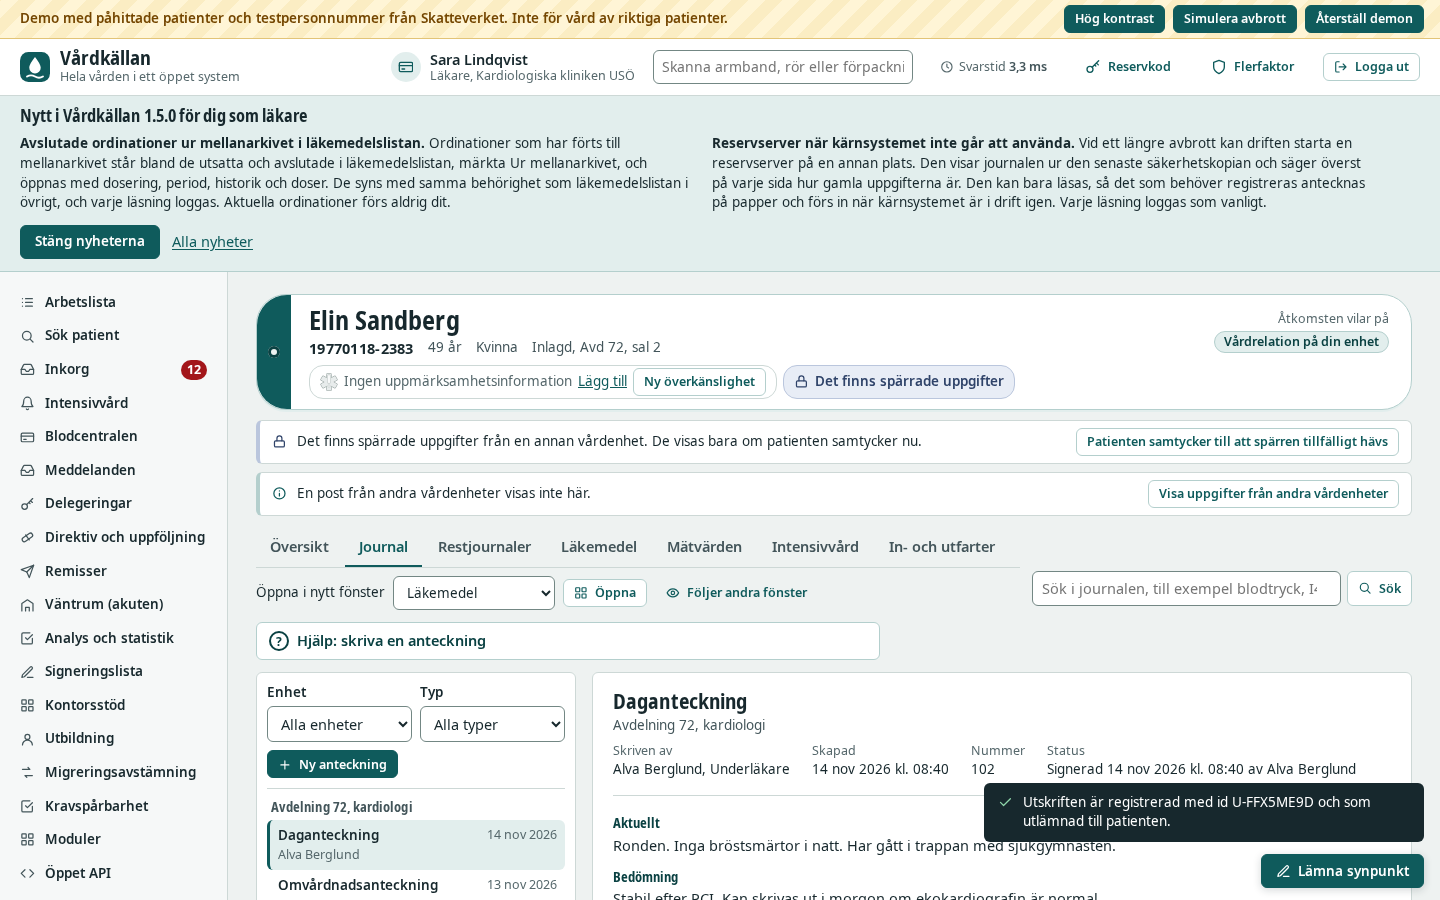 Demo med påhittade patienter och testpersonnummer från Skatteverket. Inte för vård av riktiga patienter.
Hög kontrast
Simulera avbrott
Återställ demon
Vårdkällan
Hela vården i ett öppet system
Sara Lindqvist
Läkare, Kardiologiska kliniken USÖ
Skanna armband, rör eller förpackni
Svarstid 3,3 ms
Reservkod
Flerfaktor
Logga ut
Nytt i Vårdkällan 1.5.0 för dig som läkare
Avslutade ordinationer ur mellanarkivet i läkemedelslistan. Ordinationer som har förts till
mellanarkivet står bland de utsatta och avslutade i läkemedelslistan, märkta Ur mellanarkivet, och
öppnas med dosering, period, historik och doser. De syns med samma behörighet som läkemedelslistan i
övrigt, och varje läsning loggas. Aktuella ordinationer förs aldrig dit.
Reservserver när kärnsystemet inte går att använda. Vid ett längre avbrott kan driften starta en
reservserver på en annan plats. Den visar journalen ur den senaste säkerhetskopian och säger överst
på varje sida hur gamla uppgifterna är. Den kan bara läsas, så det som behöver registreras antecknas
på papper och förs in när kärnsystemet är i drift igen. Varje läsning loggas som vanligt.
Stäng nyheterna
Alla nyheter
Arbetslista
Sök patient
Inkorg
12
Intensivvård
Blodcentralen
Meddelanden
Delegeringar
Direktiv och uppföljning
Remisser
Väntrum (akuten)
Analys och statistik
Signeringslista
Kontorsstöd
Utbildning
Migreringsavstämning
Kravspårbarhet
Moduler
Öppet API
Elin Sandberg
19770118-2383
49 år
Kvinna
Inlagd, Avd 72, sal 2
Ingen uppmärksamhetsinformation
Lägg till
Ny överkänslighet
Det finns spärrade uppgifter
Åtkomsten vilar på
Vårdrelation på din enhet
Det finns spärrade uppgifter från en annan vårdenhet. De visas bara om patienten samtycker nu.
Patienten samtycker till att spärren tillfälligt hävs
En post från andra vårdenheter visas inte här.
Visa uppgifter från andra vårdenheter
Översikt
Journal
Restjournaler
Läkemedel
Mätvärden
Intensivvård
In- och utfarter
Öppna i nytt fönster
Läkemedel
Öppna
Följer andra fönster
Sök i journalen, till exempel blodtryck, I4
Sök
? Hjälp: skriva en anteckning
Enhet
Typ
Alla enheter
Alla typer
Ny anteckning
Avdelning 72, kardiologi
Daganteckning
14 nov 2026
Alva Berglund
Omvårdnadsanteckning
13 nov 2026
Daganteckning
Avdelning 72, kardiologi
Skriven av
Alva Berglund, Underläkare
Skapad
14 nov 2026 kl. 08:40
Nummer
102
Status
Signerad 14 nov 2026 kl. 08:40 av Alva Berglund
Aktuellt
Ronden. Inga bröstsmärtor i natt. Har gått i trappan med sjukgymnasten.
Bedömning
Stabil efter PCI. Kan skrivas ut i morgon om ekokardiografin är normal.
Utskriften är registrerad med id U-FFX5ME9D och som
utlämnad till patienten.
Lämna synpunkt